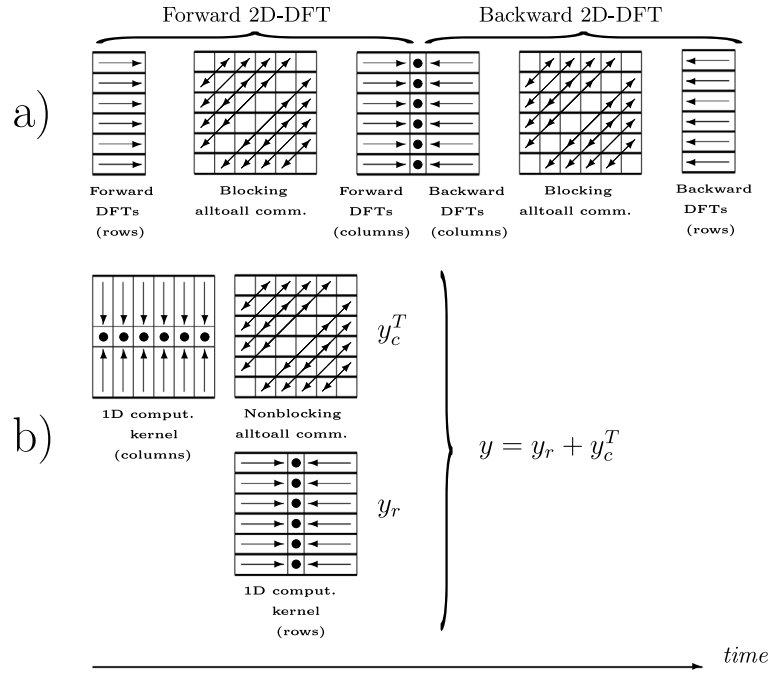 Forward 2D-DFT
Backward 2D-DFT
a)
Forward
DFTs
(rows)
Blocking
alltoall comm.
Forward
DFTs
(columns)
Backward
DFTs
(columns)
Blocking
alltoall comm.
Backward
DFTs
(rows)
b)
1D comput.
kernel
(columns)
Nonblocking
alltoall comm.
y_c^T
y_r
1D comput.
kernel
(rows)
y = y_r + y_c^T
time